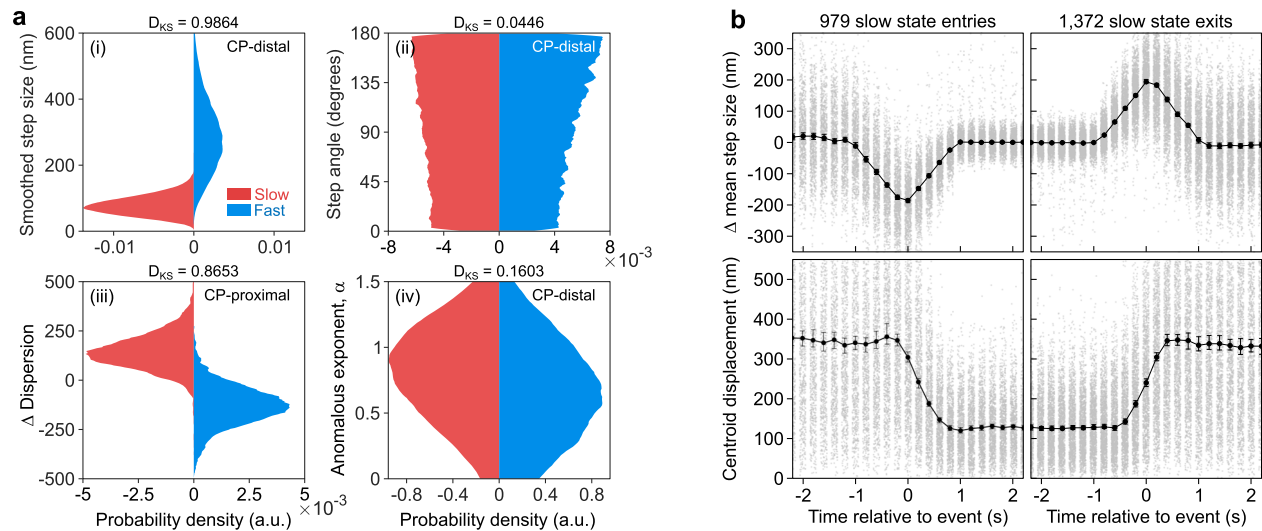 a
D_KS = 0.9864
Smoothed step size (nm)
600
400
200
100
0
(i)
CP-distal
Slow
Fast
-0.01
0
0.01
D_KS = 0.0446
Step angle (degrees)
180
135
90
45
0
(ii)
CP-distal
-8
-4
0
4
8
× 10⁻³
D_KS = 0.8653
Δ Dispersion
500
250
0
-250
-500
(iii)
CP-proximal
-5
-2.5
0
2.5
5
× 10⁻³
Probability density (a.u.)
D_KS = 0.1603
Anomalous exponent, α
1.5
1
0.5
0
(iv)
CP-distal
-0.8
-0.4
0
0.4
0.8
Probability density (a.u.)
b
979 slow state entries
1,372 slow state exits
Δ mean step size (nm)
300
200
100
0
-100
-200
-300
Centroid displacement (nm)
500
400
300
200
100
0
-2
-1
0
1
2
Time relative to event (s)
-2
-1
0
1
2
Time relative to event (s)